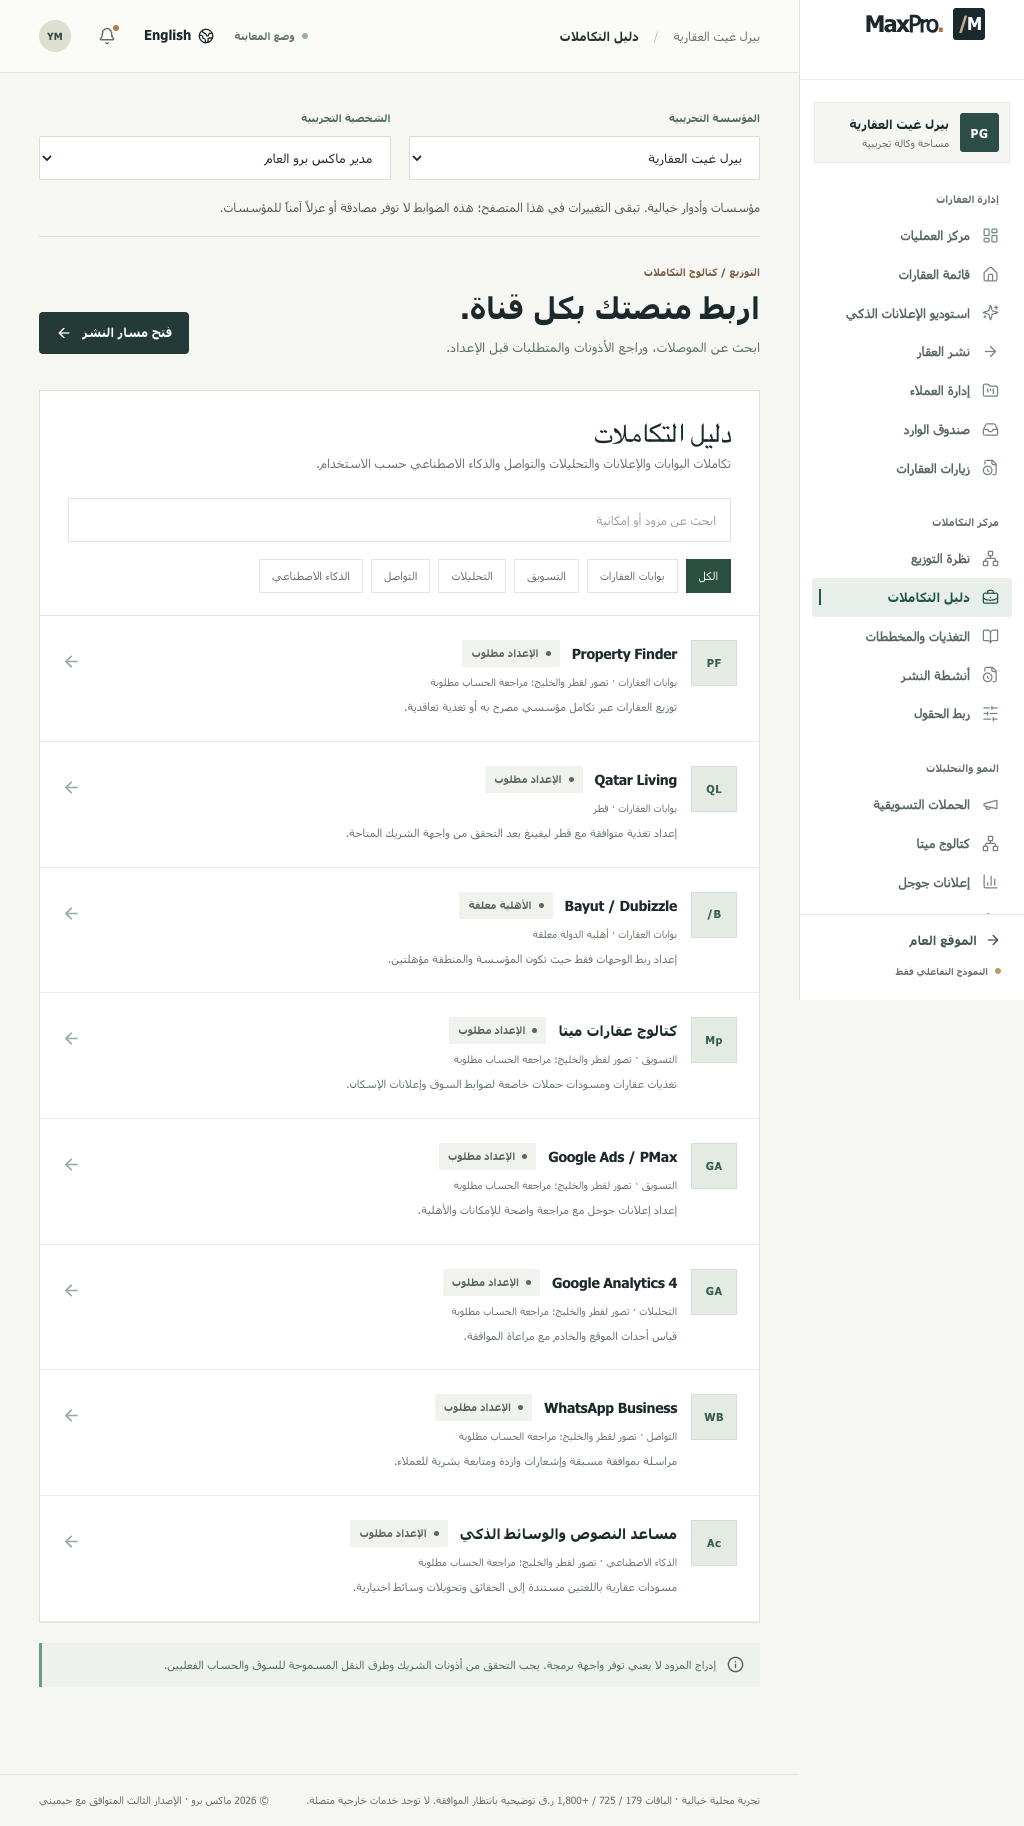 MaxPro.
/M
PG
بيرل غيت العقارية
مساحة وكالة تجريبية
إدارة العقارات
مركز العمليات
قائمة العقارات
استوديو الإعلانات الذكي
نشر العقار
إدارة العملاء
صندوق الوارد
زيارات العقارات
مركز التكاملات
نظرة التوزيع
دليل التكاملات
التغذيات والمخططات
أنشطة النشر
ربط الحقول
النمو والتحليلات
الحملات التسويقية
كتالوج ميتا
إعلانات جوجل
الموقع العام
النموذج التفاعلي فقط
بيرل غيت العقارية / دليل التكاملات
وضع المعاينة
English
YM
المؤسسة التجريبية
بيرل غيت العقارية
الشخصية التجريبية
مدير ماكس برو العام
مؤسسات وأدوار خيالية. تبقى التغييرات في هذا المتصفح؛ هذه الضوابط لا توفر مصادقة أو عزلاً آمناً للمؤسسات.
التوزيع / كتالوج التكاملات
اربط منصتك بكل قناة.
ابحث عن الموصلات، وراجع الأذونات والمتطلبات قبل الإعداد.
فتح مسار النشر
دليل التكاملات
تكاملات البوابات والإعلانات والتحليلات والتواصل والذكاء الاصطناعي حسب الاستخدام.
ابحث عن مزود أو إمكانية
الكل
بوابات العقارات
التسويق
التحليلات
التواصل
الذكاء الاصطناعي
PF
Property Finder
الإعداد مطلوب
بوابات العقارات · تصور لقطر والخليج؛ مراجعة الحساب مطلوبة
توزيع العقارات عبر تكامل مؤسسي مصرح به أو تغذية تعاقدية.
QL
Qatar Living
الإعداد مطلوب
بوابات العقارات · قطر
إعداد تغذية متوافقة مع قطر ليفينغ بعد التحقق من واجهة الشريك المتاحة.
B/
Bayut / Dubizzle
الأهلية معلقة
بوابات العقارات · أهلية الدولة معلقة
إعداد ربط الوجهات فقط حيث تكون المؤسسة والمنطقة مؤهلتين.
Mp
كتالوج عقارات ميتا
الإعداد مطلوب
التسويق · تصور لقطر والخليج؛ مراجعة الحساب مطلوبة
تغذيات عقارات ومسودات حملات خاضعة لضوابط السوق وإعلانات الإسكان.
GA
Google Ads / PMax
الإعداد مطلوب
التسويق · تصور لقطر والخليج؛ مراجعة الحساب مطلوبة
إعداد إعلانات جوجل مع مراجعة واضحة للإمكانات والأهلية.
GA
Google Analytics 4
الإعداد مطلوب
التحليلات · تصور لقطر والخليج؛ مراجعة الحساب مطلوبة
قياس أحداث الموقع والخادم مع مراعاة الموافقة.
WB
WhatsApp Business
الإعداد مطلوب
التواصل · تصور لقطر والخليج؛ مراجعة الحساب مطلوبة
مراسلة بموافقة مسبقة وإشعارات واردة ومتابعة بشرية للعملاء.
Ac
مساعد النصوص والوسائط الذكي
الإعداد مطلوب
الذكاء الاصطناعي · تصور لقطر والخليج؛ مراجعة الحساب مطلوبة
مسودات عقارية باللغتين مستندة إلى الحقائق وتحويلات وسائط اختيارية.
إدراج المزود لا يعني توفر واجهة برمجة. يجب التحقق من أذونات الشريك وطرق النقل المسموحة للسوق والحساب الفعليين.
تجربة محلية خيالية · الباقات 179 / 725 / +1,800 ر.ق توضيحية بانتظار الموافقة. لا توجد خدمات خارجية متصلة.
© 2026 ماكس برو · الإصدار الثالث المتوافق مع جيميني